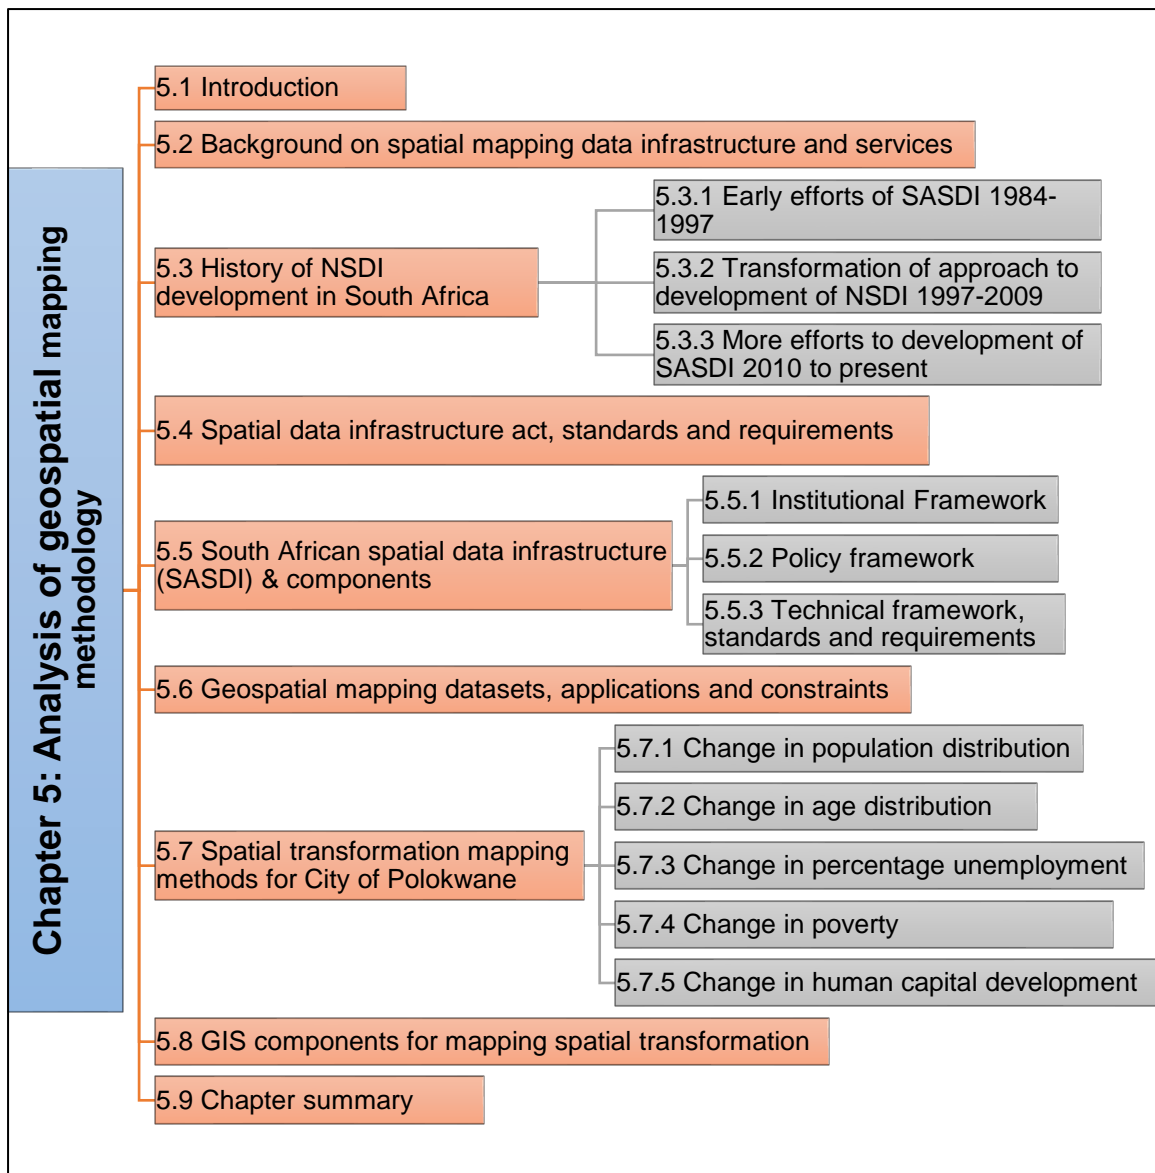 Chapter 5: Analysis of geospatial mapping
methodology
5.1 Introduction
5.2 Background on spatial mapping data infrastructure and services
5.3 History of NSDI
development in South Africa
5.3.1 Early efforts of SASDI 1984-
1997
5.3.2 Transformation of approach to
development of NSDI 1997-2009
5.3.3 More efforts to development of
SASDI 2010 to present
5.4 Spatial data infrastructure act, standards and requirements
5.5 South African spatial data infrastructure
(SASDI) & components
5.5.1 Institutional Framework
5.5.2 Policy framework
5.5.3 Technical framework,
standards and requirements
5.6 Geospatial mapping datasets, applications and constraints
5.7 Spatial transformation mapping
methods for City of Polokwane
5.7.1 Change in population distribution
5.7.2 Change in age distribution
5.7.3 Change in percentage unemployment
5.7.4 Change in poverty
5.7.5 Change in human capital development
5.8 GIS components for mapping spatial transformation
5.9 Chapter summary